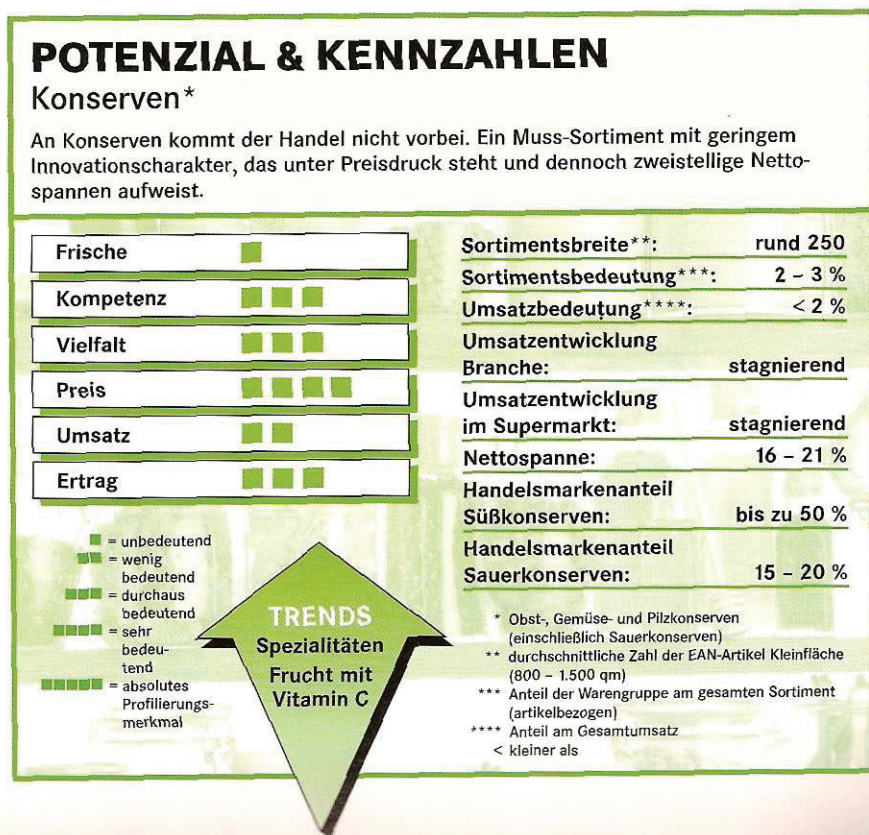 POTENZIAL & KENNZAHLEN
Konserven*
An Konserven kommt der Handel nicht vorbei. Ein Muss-Sortiment mit geringem
Innovationscharakter, das unter Preisdruck steht und dennoch zweistellige Netto-
spannen aufweist.
Frische
Kompetenz
Vielfalt
Preis
Umsatz
Ertrag
= unbedeutend
= wenig
bedeutend
= durchaus
bedeutend
= sehr
bedeu-
tend
= absolutes
Profilierungs-
merkmal
TRENDS
Spezialitäten
Frucht mit
Vitamin C
Sortimentsbreite**: rund 250
Sortimentsbedeutung***: 2 – 3 %
Umsatzbedeutung****: < 2 %
Umsatzentwicklung
Branche: stagnierend
Umsatzentwicklung
im Supermarkt: stagnierend
Nettospanne: 16 – 21 %
Handelsmarkenanteil
Süßkonserven: bis zu 50 %
Handelsmarkenanteil
Sauerkonserven: 15 – 20 %
* Obst-, Gemüse- und Pilzkonserven
(einschließlich Sauerkonserven)
** durchschnittliche Zahl der EAN-Artikel Kleinfläche
(800 – 1.500 qm)
*** Anteil der Warengruppe am gesamten Sortiment
(artikelbezogen)
**** Anteil am Gesamtumsatz
< kleiner als